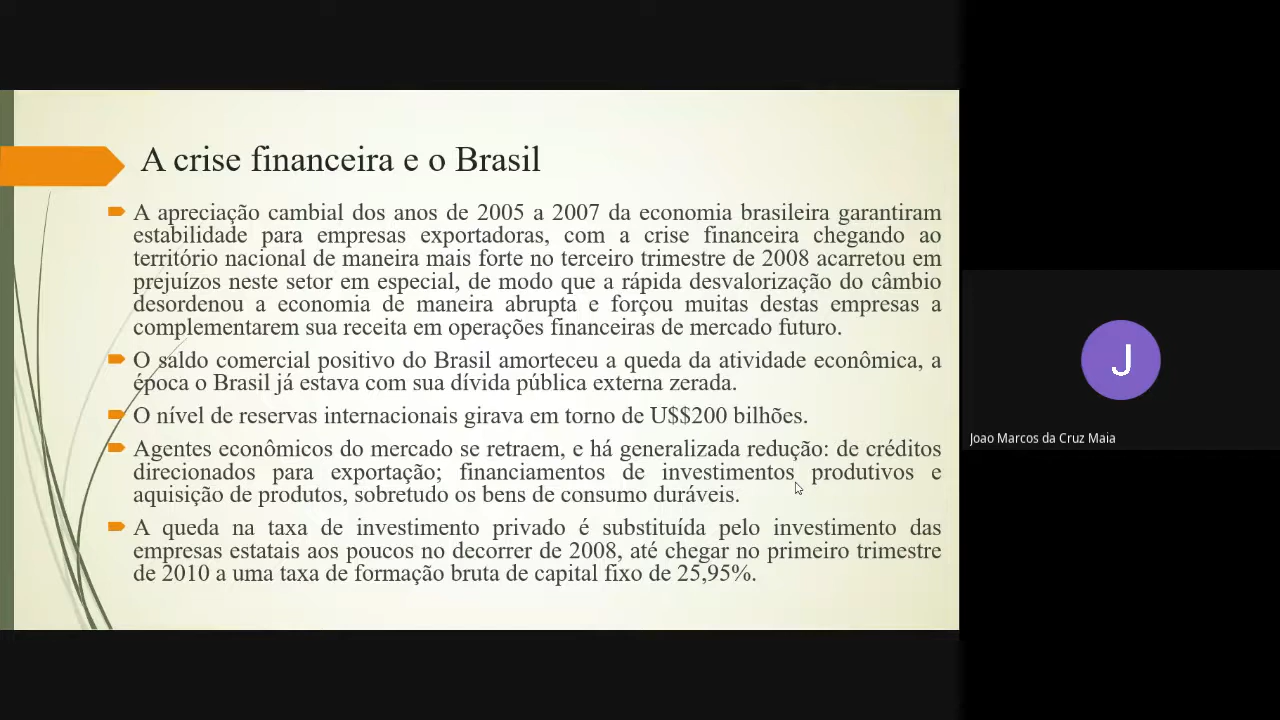 A crise financeira e o Brasil
A apreciação cambial dos anos de 2005 a 2007 da economia brasileira garantiram
estabilidade para empresas exportadoras, com a crise financeira chegando ao
território nacional de maneira mais forte no terceiro trimestre de 2008 acarretou em
prejuízos neste setor em especial, de modo que a rápida desvalorização do câmbio
desordenou a economia de maneira abrupta e forçou muitas destas empresas a
complementarem sua receita em operações financeiras de mercado futuro.
O saldo comercial positivo do Brasil amorteceu a queda da atividade econômica, a
época o Brasil já estava com sua dívida pública externa zerada.
O nível de reservas internacionais girava em torno de U$$200 bilhões.
Agentes econômicos do mercado se retraem, e há generalizada redução: de créditos
direcionados para exportação; financiamentos de investimentos produtivos e
aquisição de produtos, sobretudo os bens de consumo duráveis.
A queda na taxa de investimento privado é substituída pelo investimento das
empresas estatais aos poucos no decorrer de 2008, até chegar no primeiro trimestre
de 2010 a uma taxa de formação bruta de capital fixo de 25,95%.
J
Joao Marcos da Cruz Maia